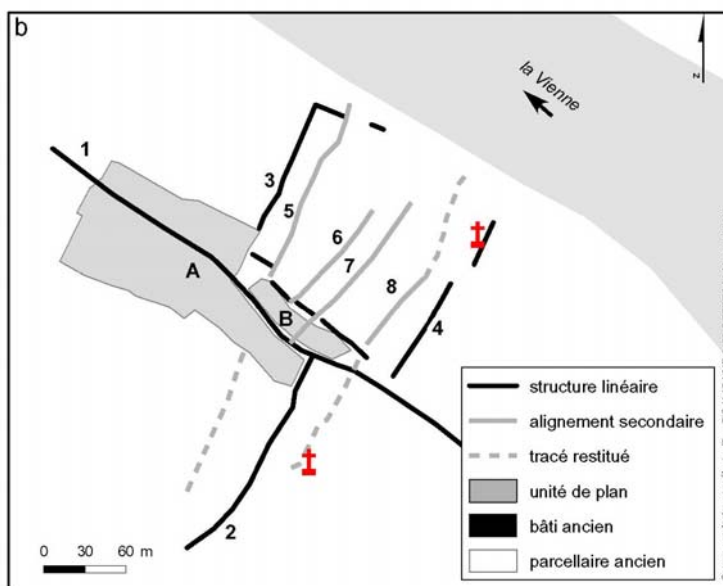 b
z
la Vienne
1
3
5
6
7
A
8
B
4
2
structure linéaire
alignement secondaire
tracé restitué
unité de plan
bâti ancien
parcellaire ancien
0 30 60 m